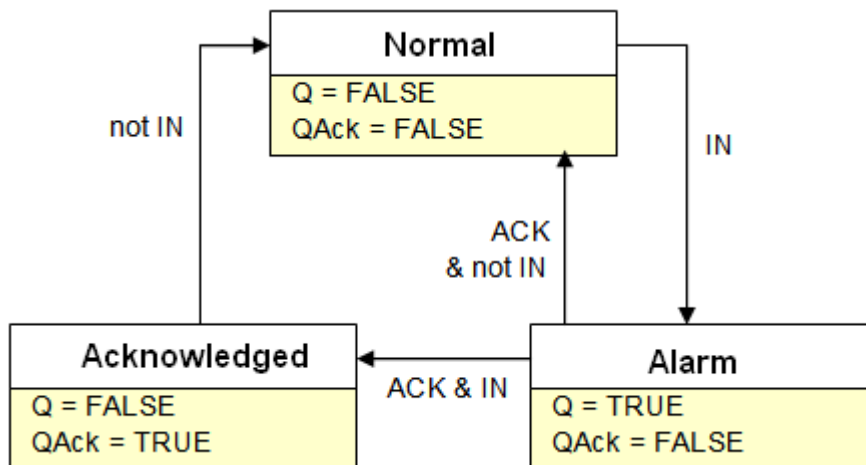 Normal
Q = FALSE
QAck = FALSE
not IN
IN
ACK
& not IN
Acknowledged
Q = FALSE
QAck = TRUE
ACK & IN
Alarm
Q = TRUE
QAck = FALSE